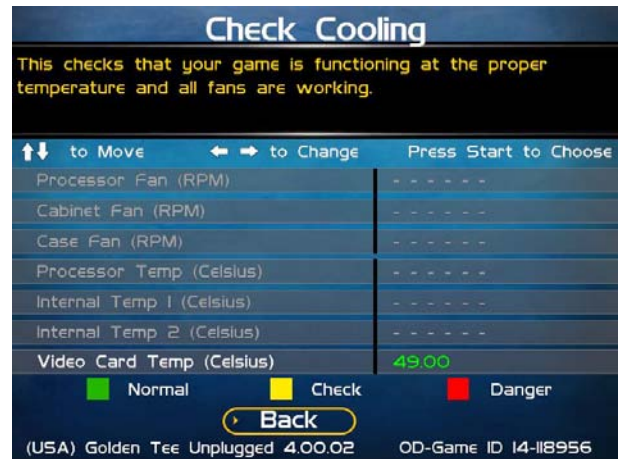 Check Cooling
This checks that your game is functioning at the proper
temperature and all fans are working.
to Move to Change Press Start to Choose
Processor Fan (RPM) - - - - - -
Cabinet Fan (RPM) - - - - - -
Case Fan (RPM) - - - - - -
Processor Temp (Celsius) - - - - - -
Internal Temp 1 (Celsius) - - - - - -
Internal Temp 2 (Celsius) - - - - - -
Video Card Temp (Celsius) 49.00
Normal Check Danger
Back
(USA) Golden Tee Unplugged 4.00.02 OD-Game ID 14-118956